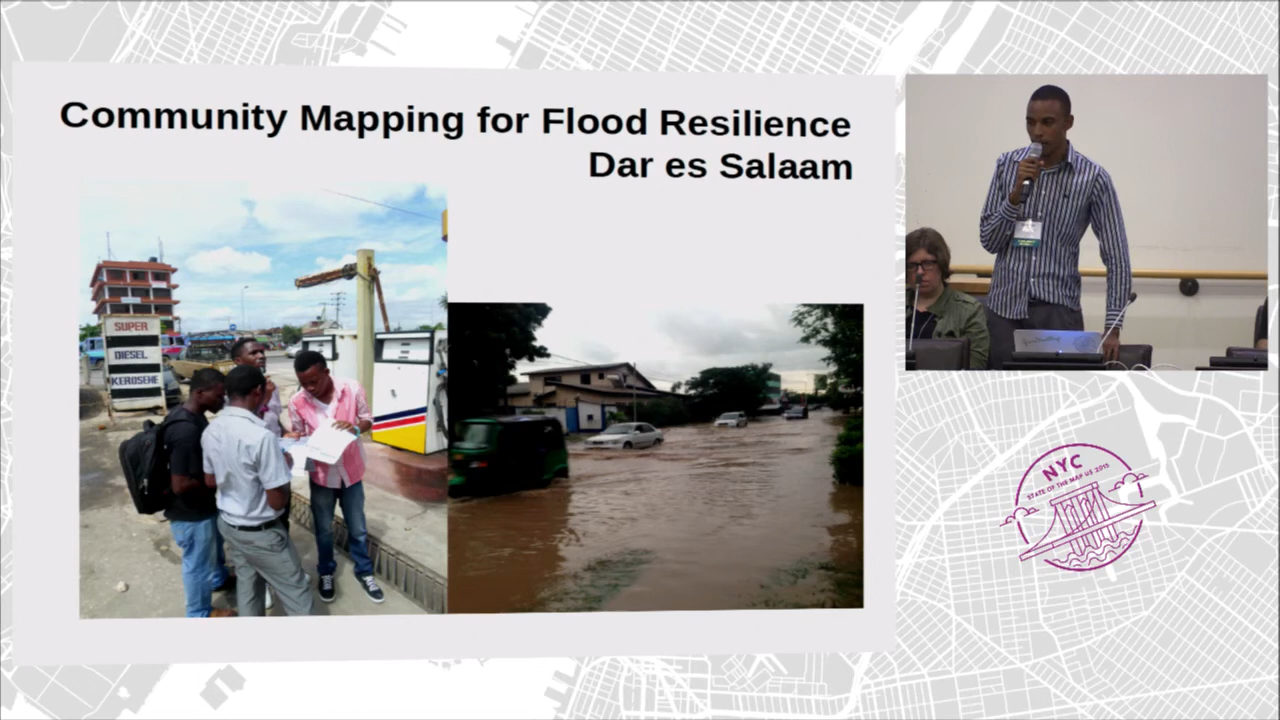 Community Mapping for Flood Resilience
Dar es Salaam
SUPER
DIESEL
KEROSENE
NYC
STATE OF THE MAP US 2015